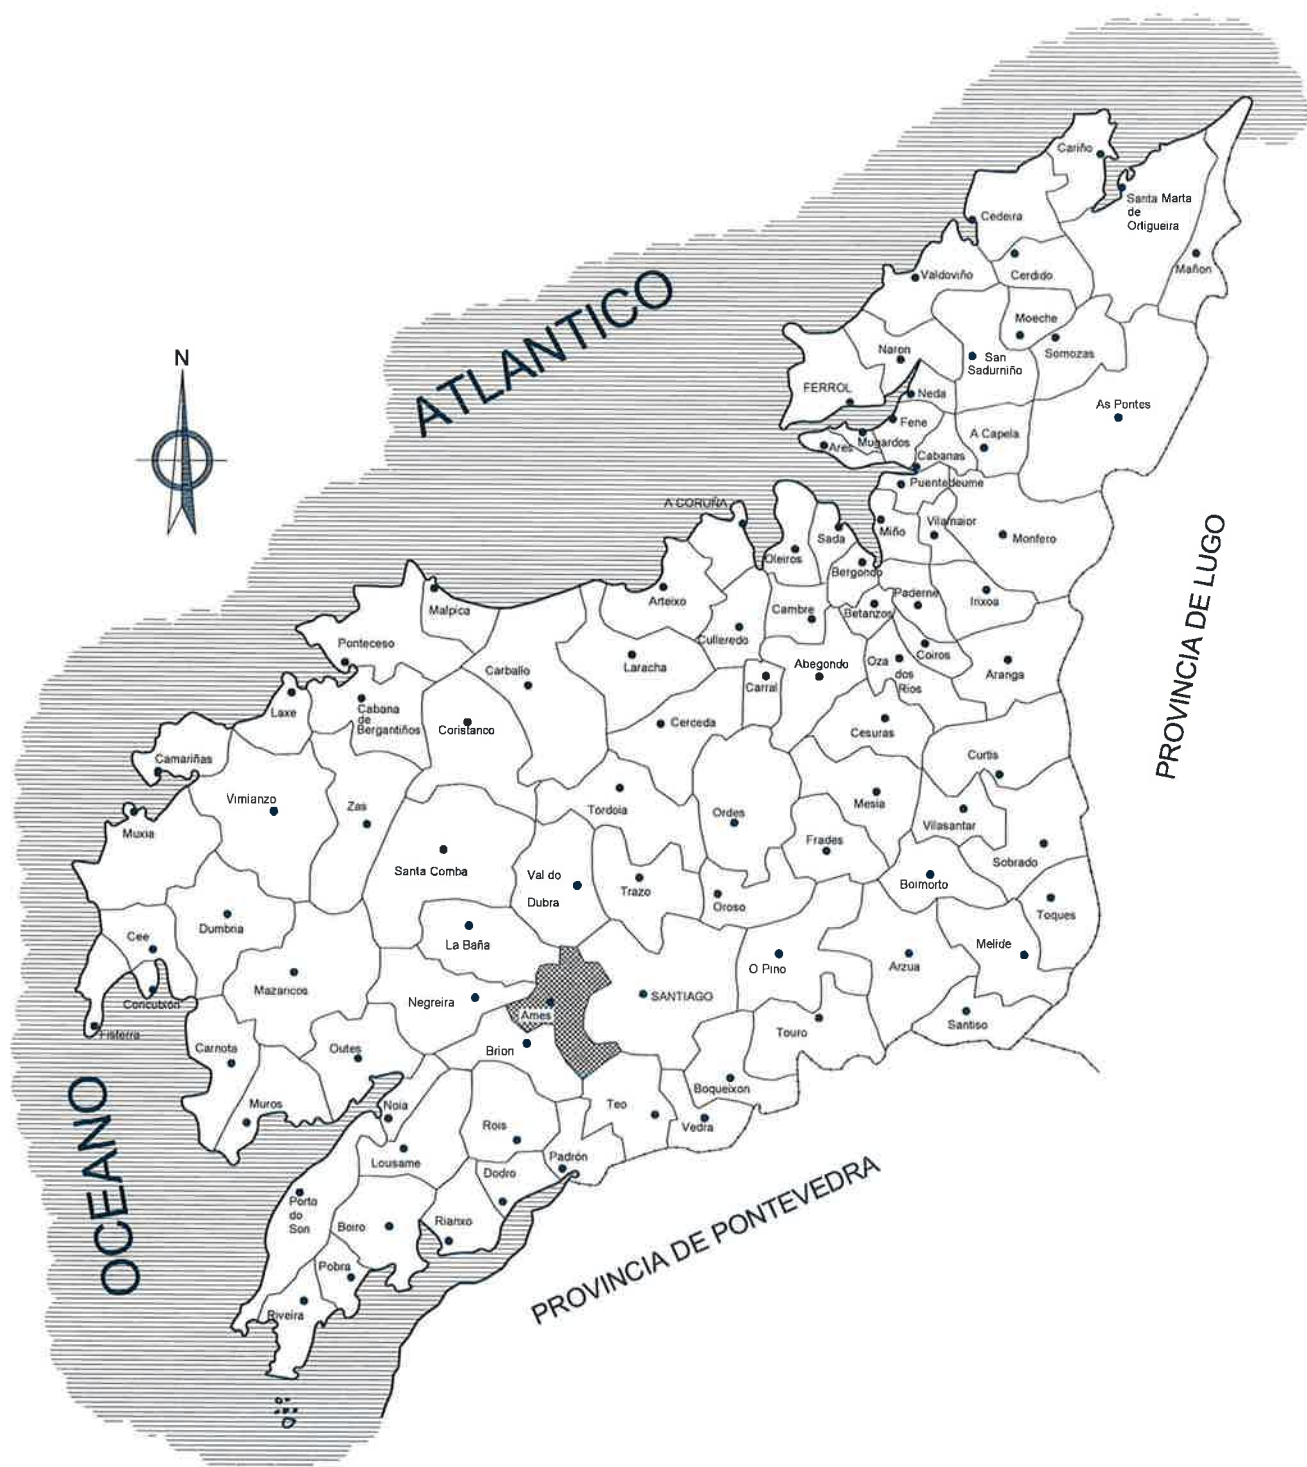 Cariño
Santa Marta
de
Ortigueira
Cedeira
Mañon
Valdoviño
Cerdido
Moeche
Naron
San
Sadurniño
Somozas
N
ATLANTICO
FERROL
Neda
As Pontes
Fene
Mugardos
Ares
A Capela
Cabanas
Puentedeume
A CORUÑA
Sada
Miño
Vilamaior
Monfero
Oleiros
Bergondo
PROVINCIA DE LUGO
Malpica
Arteixo
Cambre
Betanzos
Paderne
Irixoa
Culleredo
Ponteceso
Carballo
Laracha
Abegondo
Oza
dos
Rios
Coiros
Aranga
Carral
Laxe
Cabana
de
Bergantiños
Coristanco
Cerceda
Cesuras
Camariñas
Curtis
Vimianzo
Zas
Tordoia
Ordes
Mesia
Vilasantar
Muxia
Frades
Sobrado
Santa Comba
Val do
Dubra
Trazo
Oroso
Boimorto
Toques
Dumbria
Cee
La Baña
Melide
Mazaricos
O Pino
Arzua
Corcubión
Negreira
SANTIAGO
Ames
Santiso
Fisterra
Touro
Carnota
Outes
Brion
Boqueixon
OCEANO
Muros
Noia
Teo
Vedra
Rois
Lousame
Padrón
Dodro
Porto
do
Son
Boiro
Rianxo
PROVINCIA DE PONTEVEDRA
Pobra
Riveira